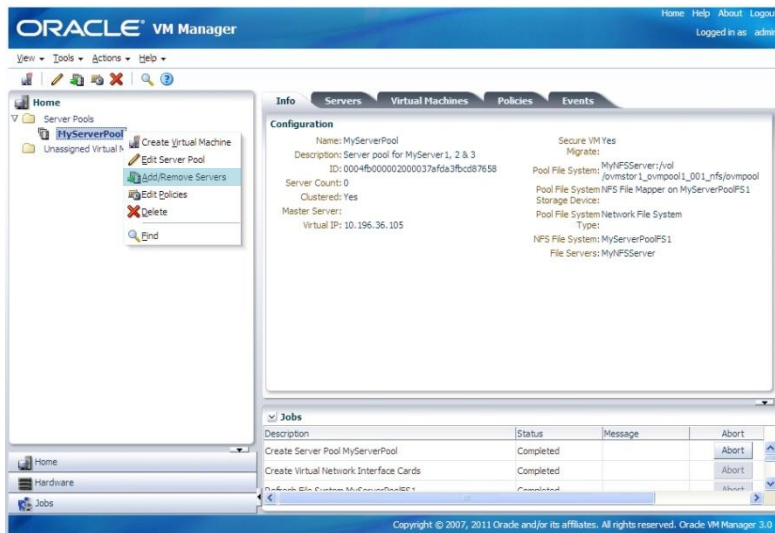 Home Help About Logout
ORACLE VM Manager
Logged in as admin
View Tools Actions Help
Home
Server Pools
MyServerPool
Unassigned Virtual M
Create Virtual Machine
Edit Server Pool
Add/Remove Servers
Edit Policies
Delete
Find
Home
Hardware
Jobs
Info Servers Virtual Machines Policies Events
Configuration
Name: MyServerPool
Description: Server pool for MyServer1, 2 & 3
ID: 0004fb000002000037afda3fbcd87658
Server Count: 0
Clustered: Yes
Master Server:
Virtual IP: 10.196.36.105
Secure VM Migrate: Yes
Pool File System: MyNFSServer:/vol
/ovmstor1_ovmpool1_001_nfs/ovmpool
Pool File System Storage Device: NFS File Mapper on MyServerPoolFS1
Pool File System Type: Network File System
NFS File System: MyServerPoolFS1
File Servers: MyNFSServer
Jobs
Description Status Message Abort
Create Server Pool MyServerPool Completed Abort
Create Virtual Network Interface Cards Completed Abort
Refresh File System MyServerPoolFS1 Completed Abort
Copyright © 2007, 2011 Oracle and/or its affiliates. All rights reserved. Oracle VM Manager 3.0